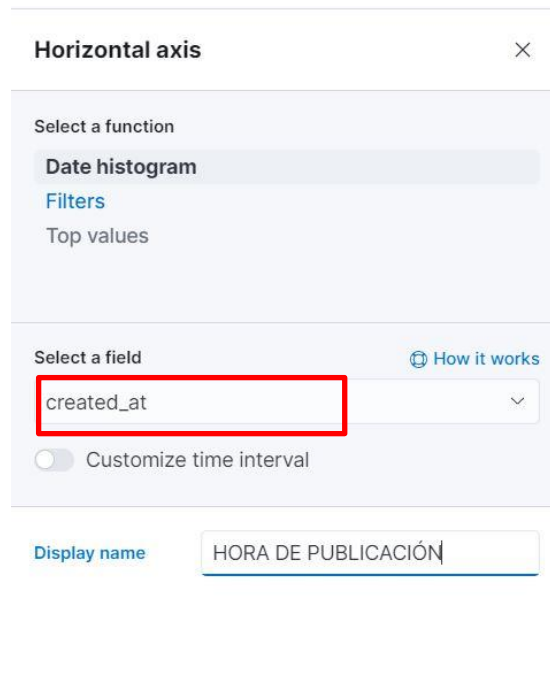 Horizontal axis
Select a function
Date histogram
Filters
Top values
Select a field
How it works
created_at
Customize time interval
Display name
HORA DE PUBLICACIÓN